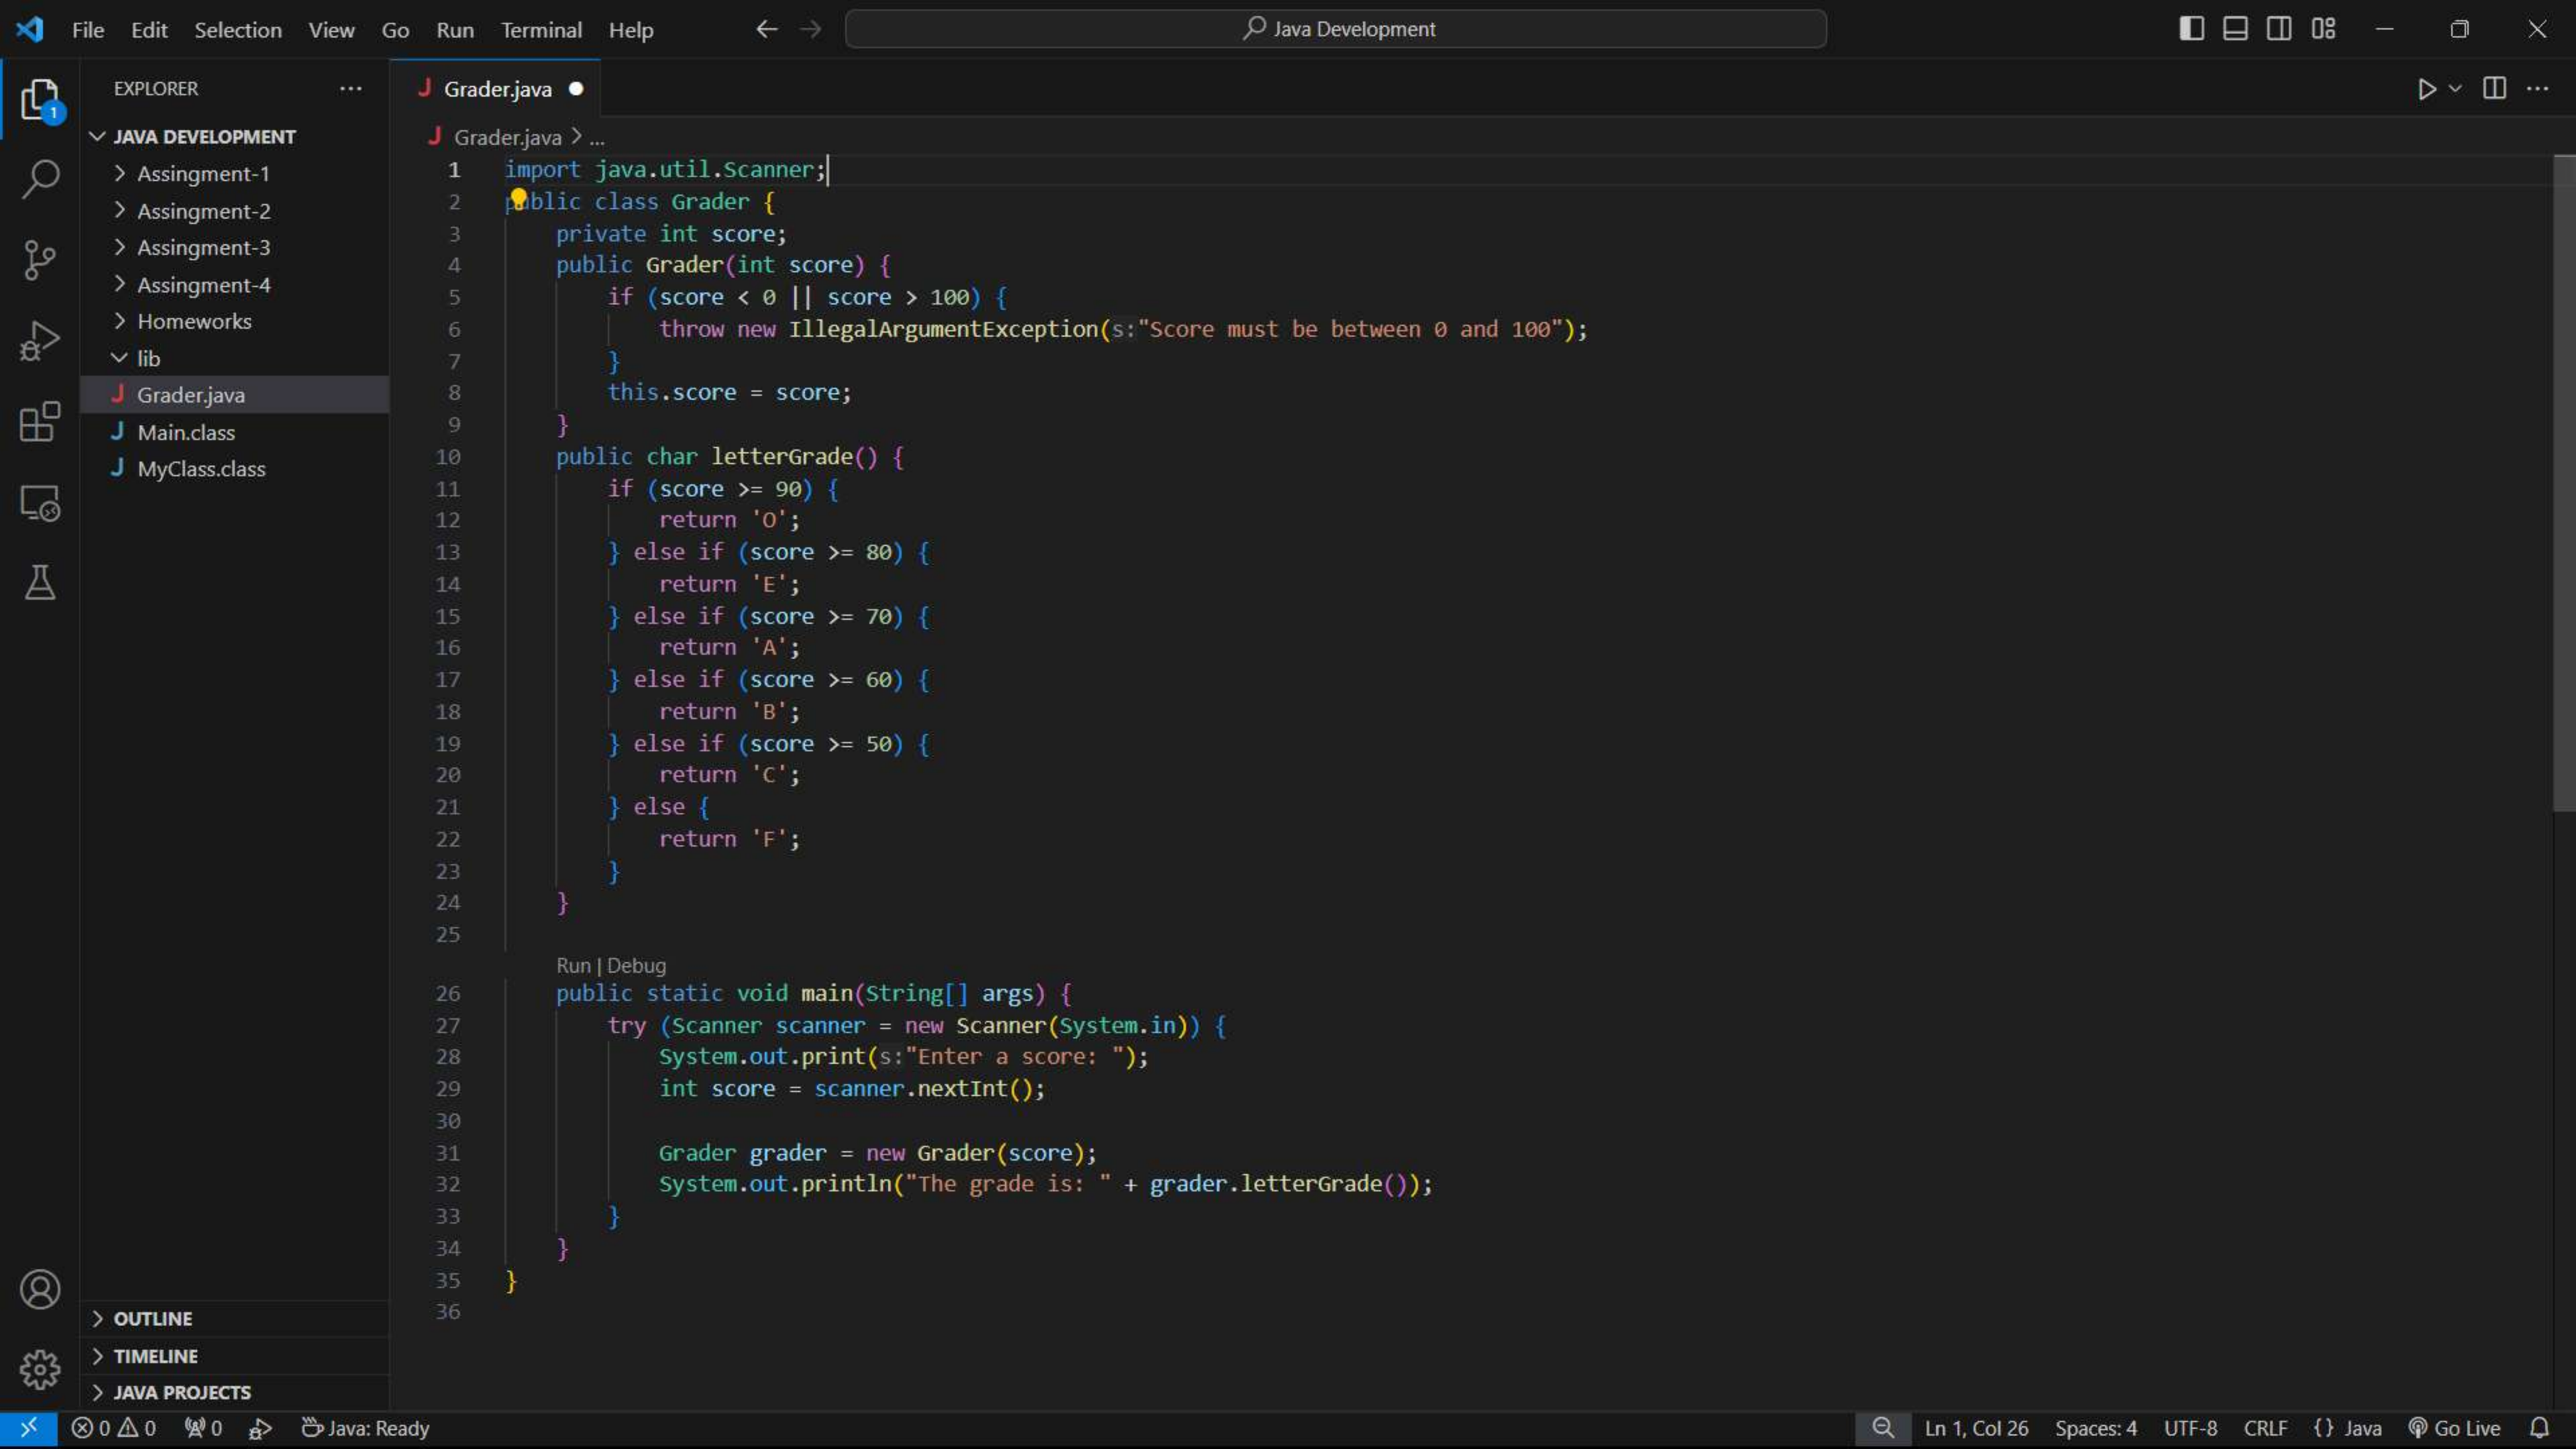 File Edit Selection View Go Run Terminal Help
Java Development
EXPLORER
Grader.java
1
JAVA DEVELOPMENT
Assingment-1
Assingment-2
Assingment-3
Assingment-4
Homeworks
lib
J Grader.java
J Main.class
J MyClass.class
OUTLINE
TIMELINE
JAVA PROJECTS
J Grader.java > ...
1 import java.util.Scanner;
2 public class Grader {
3 private int score;
4 public Grader(int score) {
5 if (score < 0 || score > 100) {
6 throw new IllegalArgumentException(s:"Score must be between 0 and 100");
7 }
8 this.score = score;
9 }
10 public char letterGrade() {
11 if (score >= 90) {
12 return 'O';
13 } else if (score >= 80) {
14 return 'E';
15 } else if (score >= 70) {
16 return 'A';
17 } else if (score >= 60) {
18 return 'B';
19 } else if (score >= 50) {
20 return 'C';
21 } else {
22 return 'F';
23 }
24 }
25
Run | Debug
26 public static void main(String[] args) {
27 try (Scanner scanner = new Scanner(System.in)) {
28 System.out.print(s:"Enter a score: ");
29 int score = scanner.nextInt();
30
31 Grader grader = new Grader(score);
32 System.out.println("The grade is: " + grader.letterGrade());
33 }
34 }
35 }
36
0 0 0 Java: Ready Ln 1, Col 26 Spaces: 4 UTF-8 CRLF {} Java Go Live